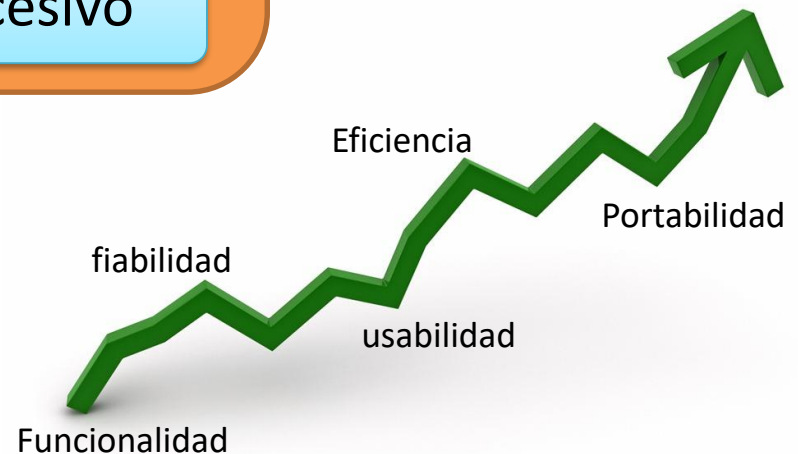 cesivo
Eficiencia
Portabilidad
fiabilidad
usabilidad
Funcionalidad